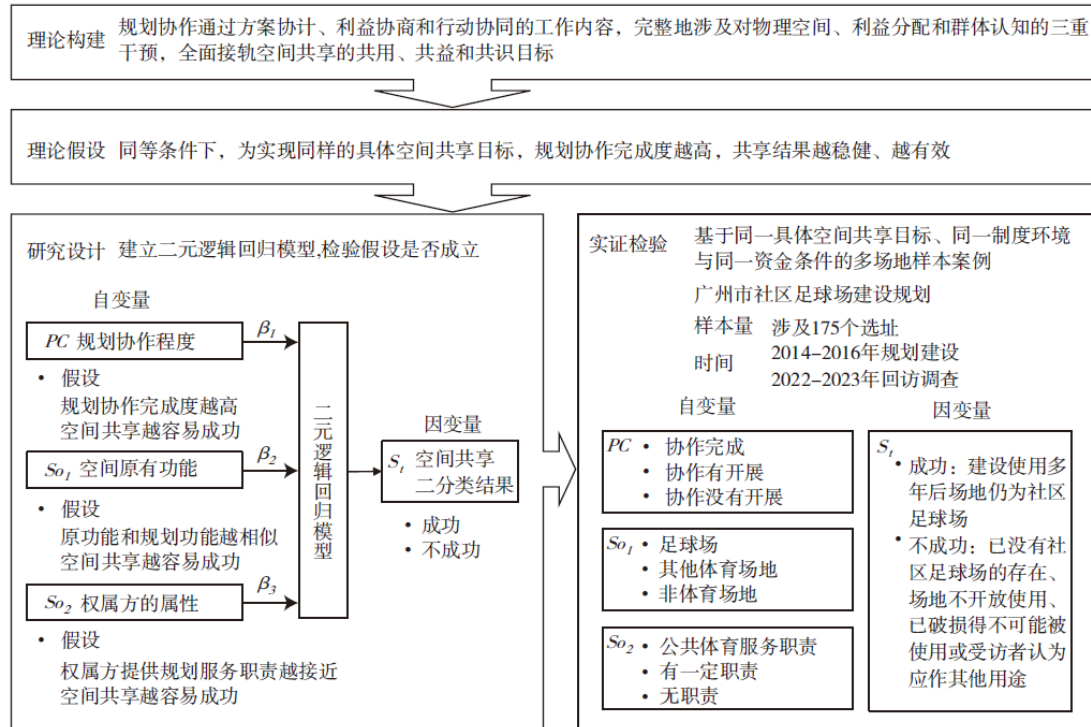 理论构建
规划协作通过方案协计、利益协商和行动协同的工作内容，完整地涉及对物理空间、利益分配和群体认知的三重
干预，全面接轨空间共享的共用、共益和共识目标
理论假设 同等条件下，为实现同样的具体空间共享目标，规划协作完成度越高，共享结果越稳健、越有效
研究设计 建立二元逻辑回归模型,检验假设是否成立
自变量
PC 规划协作程度
β1
• 假设
规划协作完成度越高
空间共享越容易成功
So1 空间原有功能
β2
• 假设
原功能和规划功能越相似
空间共享越容易成功
So2 权属方的属性
β3
• 假设
权属方提供规划服务职责越接近
空间共享越容易成功
二元逻辑回归模型
因变量
St 空间共享
二分类结果
• 成功
• 不成功
实证检验
基于同一具体空间共享目标、同一制度环境
与同一资金条件的多场地样本案例
广州市社区足球场建设规划
样本量 涉及175个选址
时间
2014–2016年规划建设
2022–2023年回访调查
自变量
PC • 协作完成
• 协作有开展
• 协作没有开展
So1 • 足球场
• 其他体育场地
• 非体育场地
So2 • 公共体育服务职责
• 有一定职责
• 无职责
因变量
St
• 成功：建设使用多
年后场地仍为社区
足球场
• 不成功：已没有社
区足球场的存在、
场地不开放使用、
已破损得不可能被
使用或受访者认为
应作其他用途